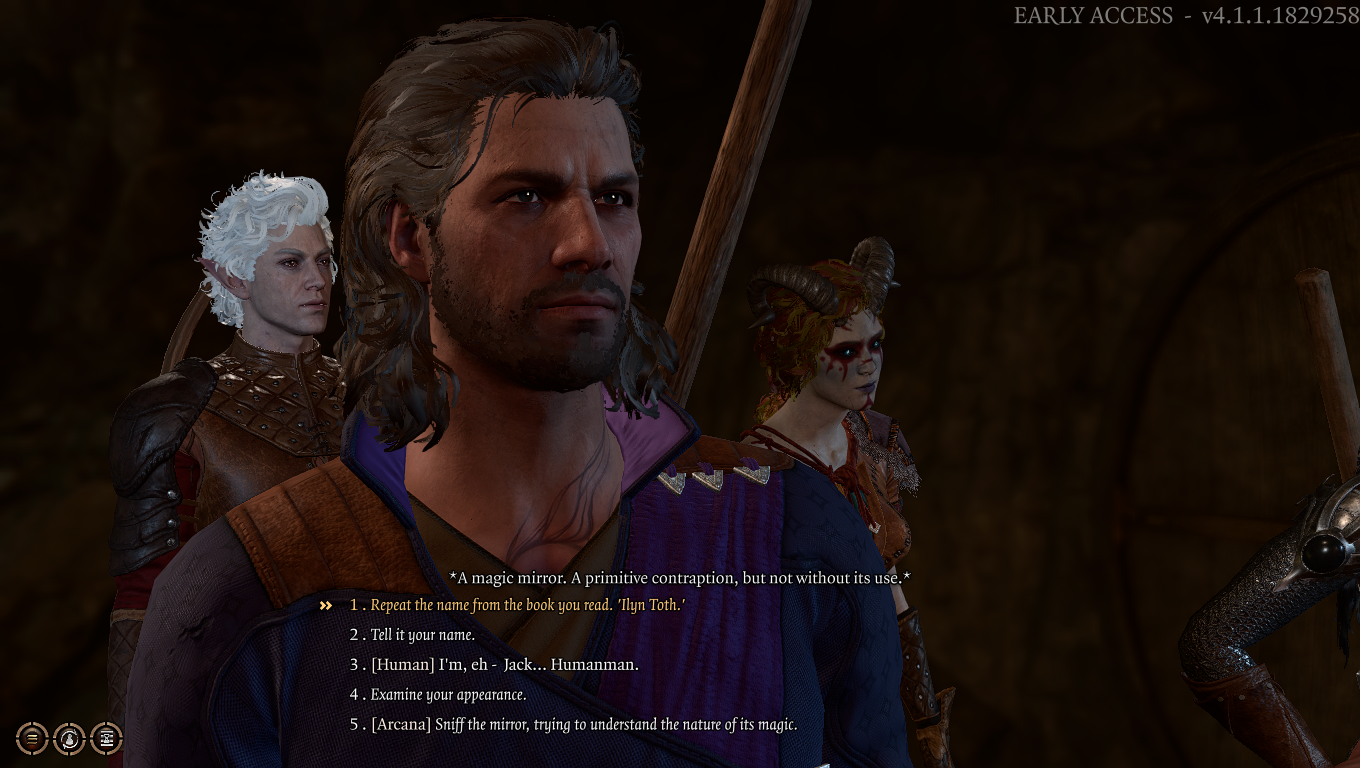 EARLY ACCESS - v4.1.1.1829258
*A magic mirror. A primitive contraption, but not without its use.*
1. Repeat the name from the book you read. 'Ilyn Toth.'
2. Tell it your name.
3. [Human] I'm, eh - Jack... Humanman.
4. Examine your appearance.
5. [Arcana] Sniff the mirror, trying to understand the nature of its magic.